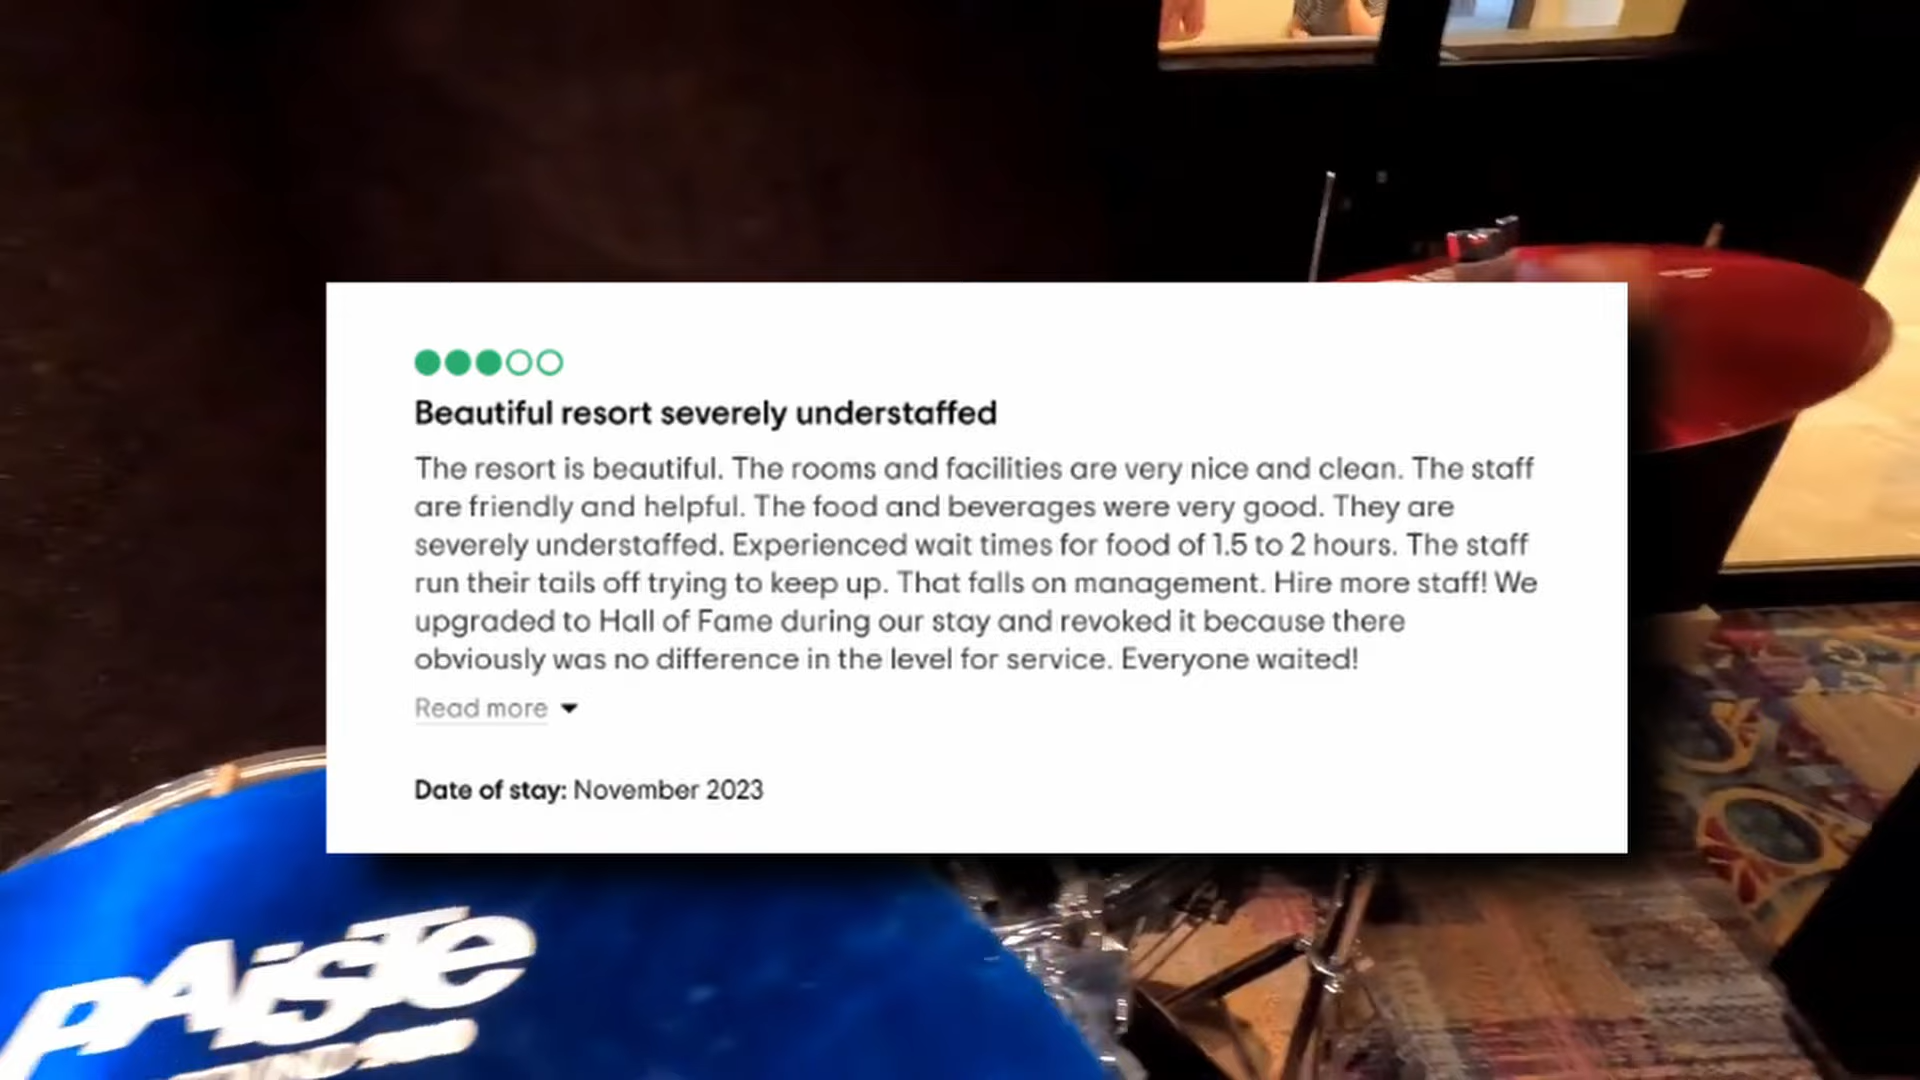 Beautiful resort severely understaffed
The resort is beautiful. The rooms and facilities are very nice and clean. The staff
are friendly and helpful. The food and beverages were very good. They are
severely understaffed. Experienced wait times for food of 1.5 to 2 hours. The staff
run their tails off trying to keep up. That falls on management. Hire more staff! We
upgraded to Hall of Fame during our stay and revoked it because there
obviously was no difference in the level for service. Everyone waited!
Read more
Date of stay: November 2023
PAiSTe